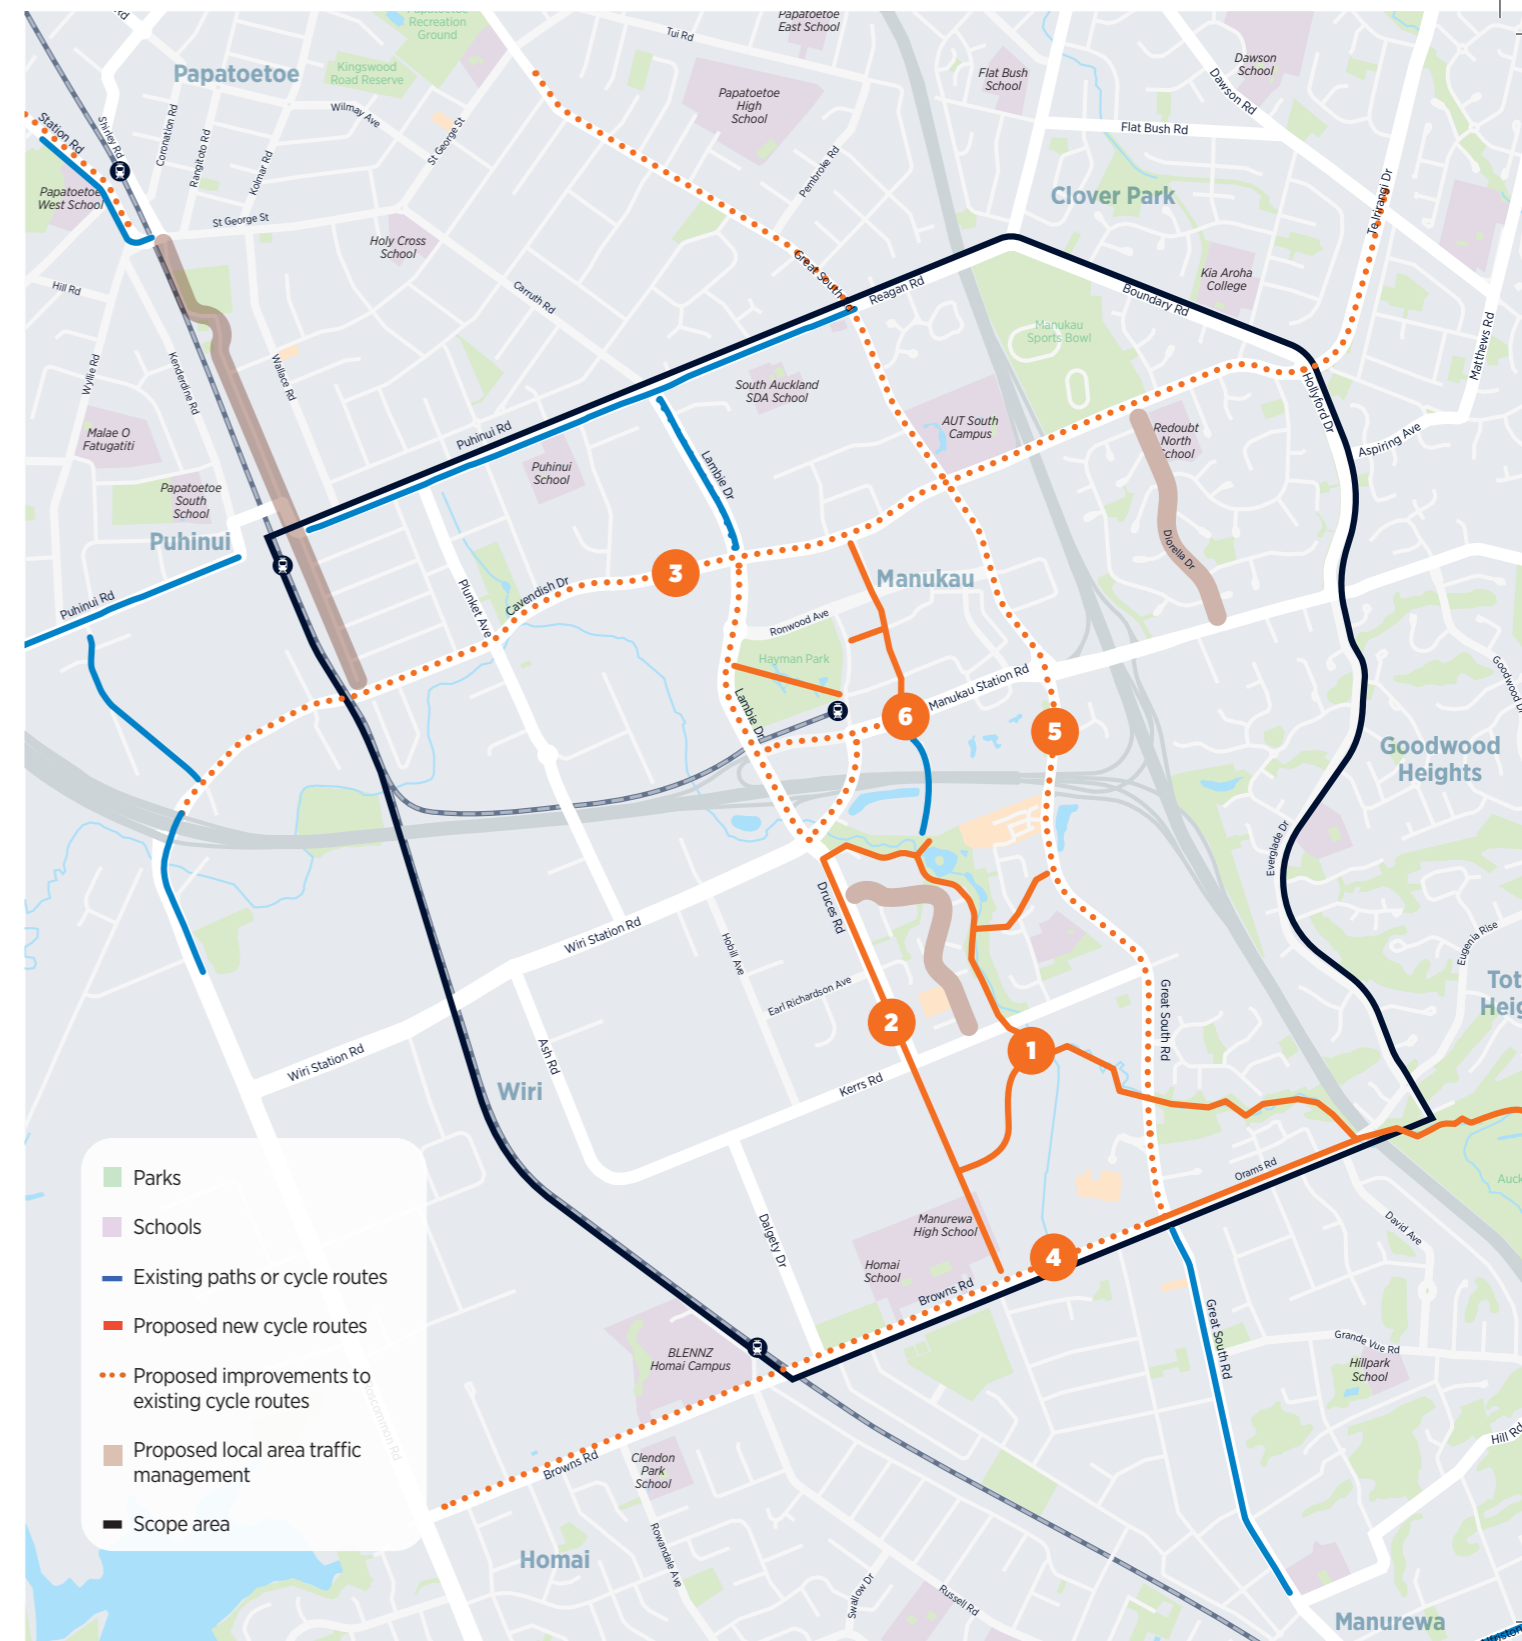 Papatoetoe
Recreation
Ground
Papatoetoe
East School
Tui Rd
Rd
Papatoetoe
Kingswood
Road Reserve
Dawson
School
Flat Bush
School
Dawson Rd
Papatoetoe
High
School
Wilmay Ave
St George St
Station Rd
Shirley Rd
Coronation Rd
Rangitoto Rd
Kolmar Rd
Flat Bush Rd
Pembroke Rd
Papatoetoe
West School
Clover Park
Te Irirangi Dr
St George St
Holy Cross
School
Great South
Reagan Rd
Kia Aroha
College
Boundary Rd
Hill Rd
Carruth Rd
Manukau
Sports Bowl
Matthews Rd
Wyllie Rd
Kenderdine Rd
Wallace Rd
South Auckland
SDA School
Hollyford Dr
Malae O
Fatugatiti
Puhinui Rd
AUT South
Campus
Redoubt
North
School
Aspiring Ave
Puhinui
School
Lambie Dr
Papatoetoe
South
School
Puhinui
Diorella Dr
3
Manukau
Puhinui Rd
Plunket Ave
Cavendish Dr
Ronwood Ave
Hayman Park
Goodwood Dr
Manukau Station Rd
Lambie Dr
6
5
Goodwood
Heights
Everglade Dr
Druces Rd
Wiri Station Rd
Hobill Ave
Eugenia Rise
Earl Richardson Ave
2
Great South Rd
Wiri Station Rd
Ash Rd
1
Wiri
Kerrs Rd
Parks
Schools
Existing paths or cycle routes
Proposed new cycle routes
Proposed improvements to
existing cycle routes
Proposed local area traffic
management
Scope area
Orams Rd
Dalgety Dr
Manurewa
High School
David Ave
4
Homai
School
Browns Rd
Great South Rd
BLENNZ
Homai Campus
Grande Vue Rd
Hillpark
School
Hill Rd
Browns Rd
Clendon
Park
School
Rowandale Ave
Homai
Swallow Dr
Russell Rd
Manurewa